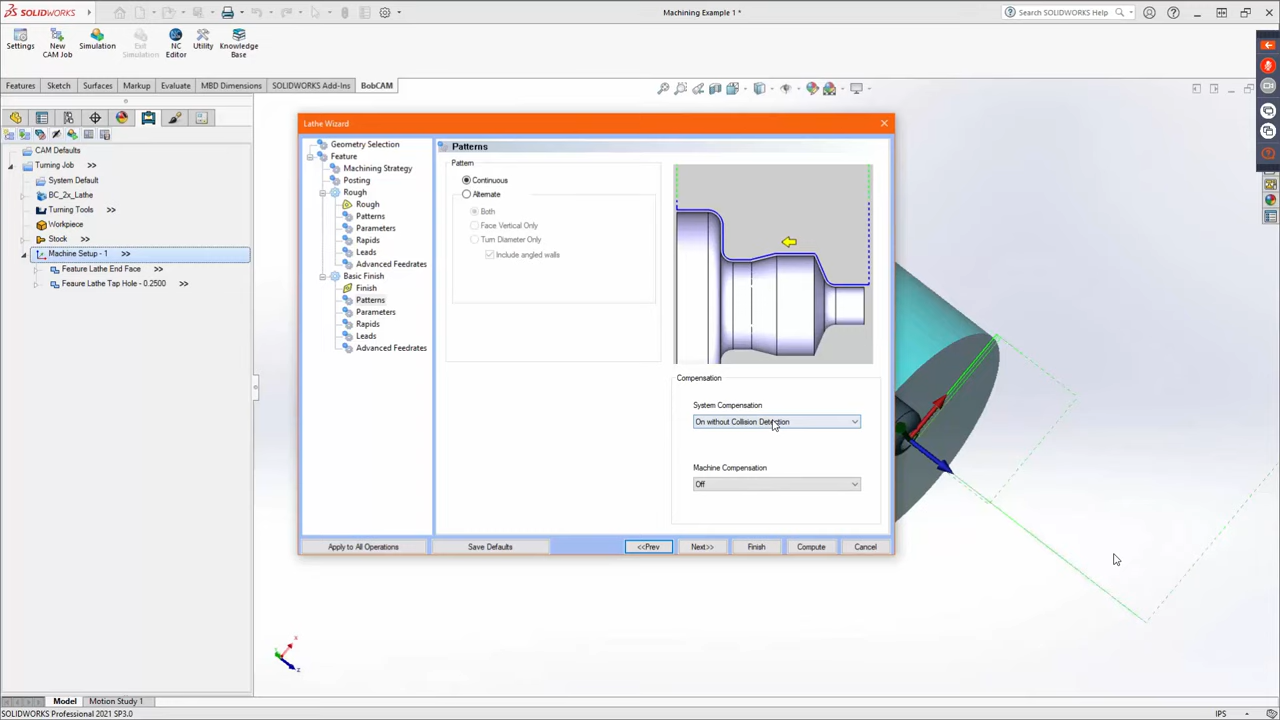 SOLIDWORKS
Machining Example 1 *
Search SOLIDWORKS Help
Settings
New CAM Job
Simulation
Exit Simulation
NC Editor
Utility
Knowledge Base
Features
Sketch
Surfaces
Markup
Evaluate
MBD Dimensions
SOLIDWORKS Add-Ins
BobCAM
CAM Defaults
Turning Job >>
System Default
BC_2x_Lathe
Turning Tools >>
Workpiece
Stock >>
Machine Setup - 1 >>
Feature Lathe End Face >>
Feaure Lathe Tap Hole - 0.2500 >>
Lathe Wizard
Geometry Selection
Feature
Machining Strategy
Posting
Rough
Rough
Patterns
Parameters
Rapids
Leads
Advanced Feedrates
Basic Finish
Finish
Patterns
Parameters
Rapids
Leads
Advanced Feedrates
Patterns
Pattern
Continuous
Alternate
Both
Face Vertical Only
Turn Diameter Only
Include angled walls
Compensation
System Compensation
On without Collision Detection
Machine Compensation
Off
Apply to All Operations
Save Defaults
<<Prev
Next>>
Finish
Compute
Cancel
X
Z
Model
Motion Study 1
SOLIDWORKS Professional 2021 SP3.0
IPS